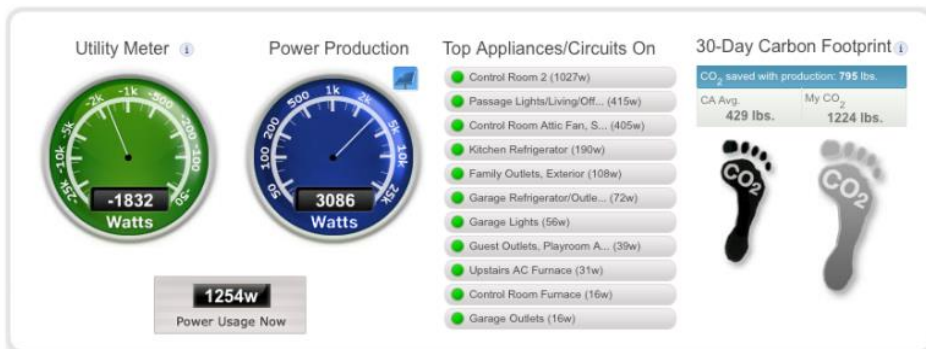 Utility Meter i
-25k -10k -5k -2k -1k -500 -200 -100 -50
-1832
Watts
Power Production
50 100 200 500 1k 2k 5k 10k 25k
3086
Watts
1254w
Power Usage Now
Top Appliances/Circuits On
Control Room 2 (1027w)
Passage Lights/Living/Off... (415w)
Control Room Attic Fan, S... (405w)
Kitchen Refrigerator (190w)
Family Outlets, Exterior (108w)
Garage Refrigerator/Outle... (72w)
Garage Lights (56w)
Guest Outlets, Playroom A... (39w)
Upstairs AC Furnace (31w)
Control Room Furnace (16w)
Garage Outlets (16w)
30-Day Carbon Footprint i
CO2 saved with production: 795 lbs.
CA Avg.
429 lbs.
My CO2
1224 lbs.
CO2
CO2